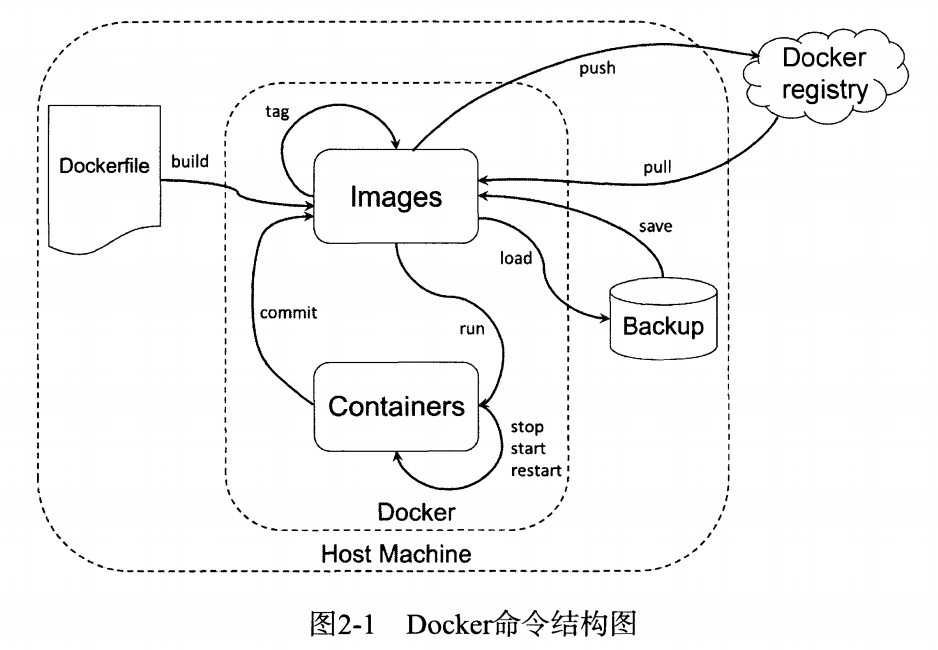 push
Docker
registry
tag
Dockerfile
build
pull
Images
save
load
commit
run
Backup
Containers
stop
start
restart
Docker
Host Machine
图2-1 Docker命令结构图